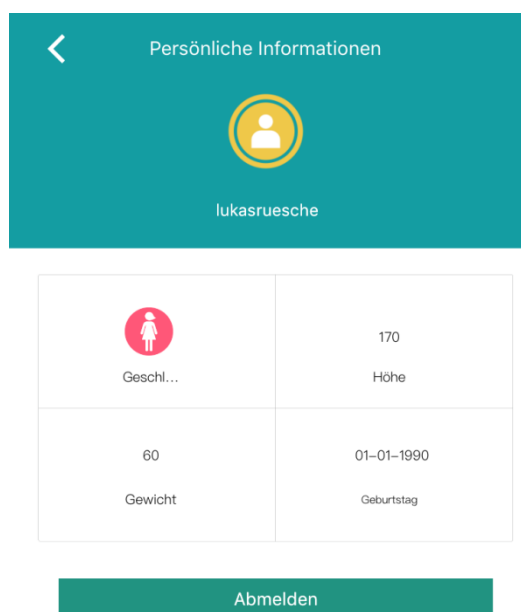 Persönliche Informationen
lukasruesche
Geschl...
170
Höhe
60
Gewicht
01-01-1990
Geburtstag
Abmelden